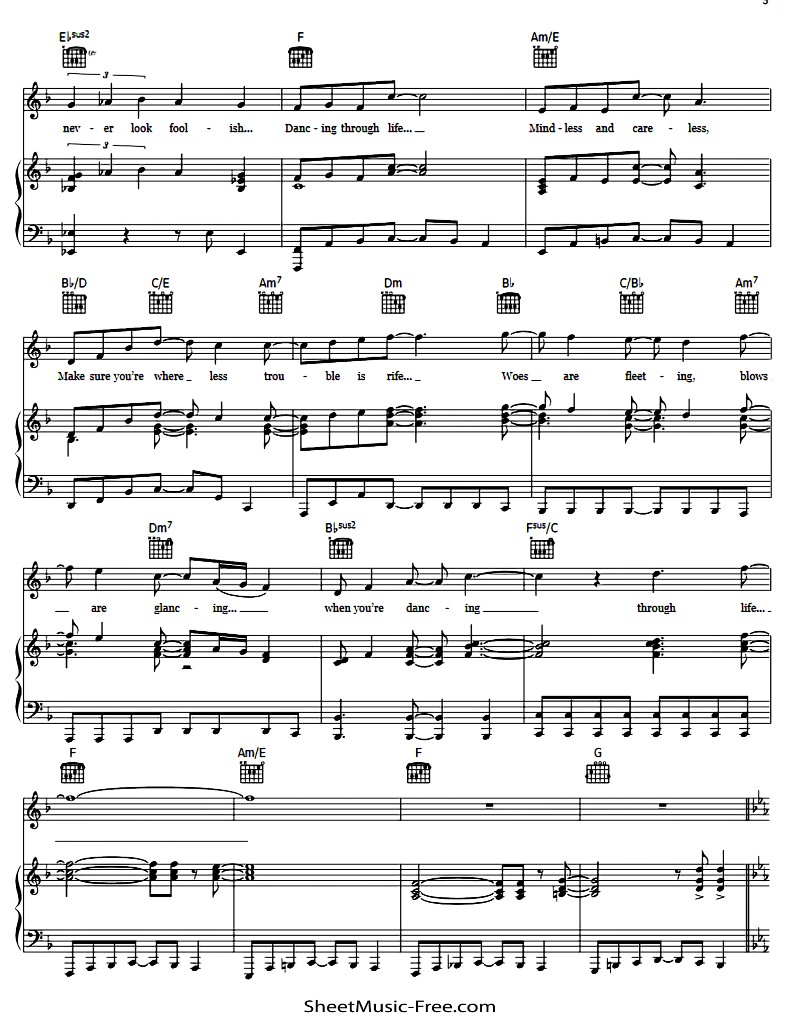 E♭sus2 F Am/E
3
nev - er look fool - ish... Danc - ing through life... Mind - less and care - less,
3
B♭/D C/E Am7 Dm B♭ C/B♭ Am7
Make sure you're where less trou - ble is rife... Woes are fleet - ing, blows
Dm7 B♭sus2 Fsus/C
are glanc - ing... when you're danc - ing through life...
F Am/E F G
SheetMusic-Free.com